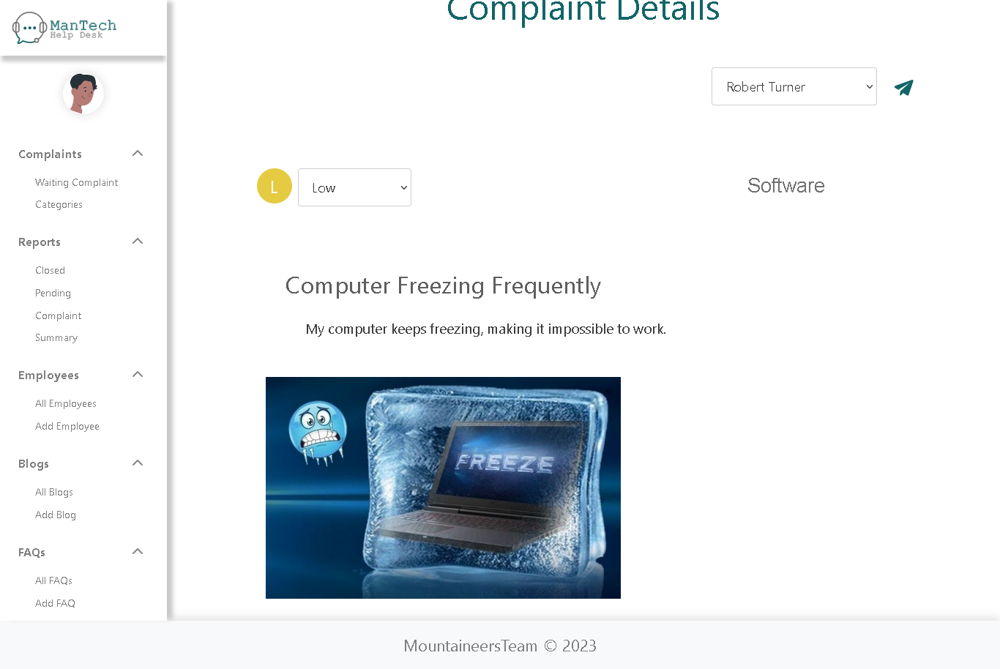 ManTech
Help Desk
Complaints
Waiting Complaint
Categories
Reports
Closed
Pending
Complaint
Summary
Employees
All Employees
Add Employee
Blogs
All Blogs
Add Blog
FAQs
All FAQs
Add FAQ
Complaint Details
Robert Turner
L
Low
Software
Computer Freezing Frequently
My computer keeps freezing, making it impossible to work.
FREEZE
MountaineersTeam © 2023